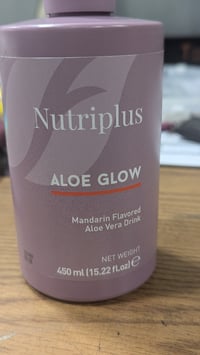 Nutriplus
ALOE GLOW
Mandarin Flavored
Aloe Vera Drink
NET WEIGHT
450 ml (15.22 fl.oz) ℮